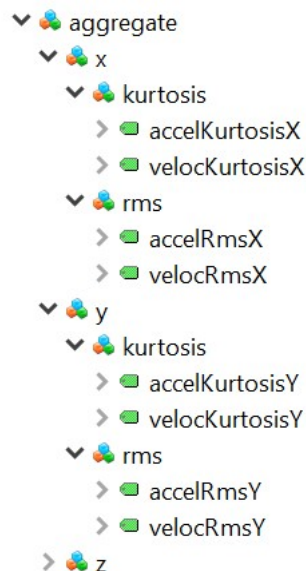 aggregate
x
kurtosis
accelKurtosisX
velocKurtosisX
rms
accelRmsX
velocRmsX
y
kurtosis
accelKurtosisY
velocKurtosisY
rms
accelRmsY
velocRmsY
z